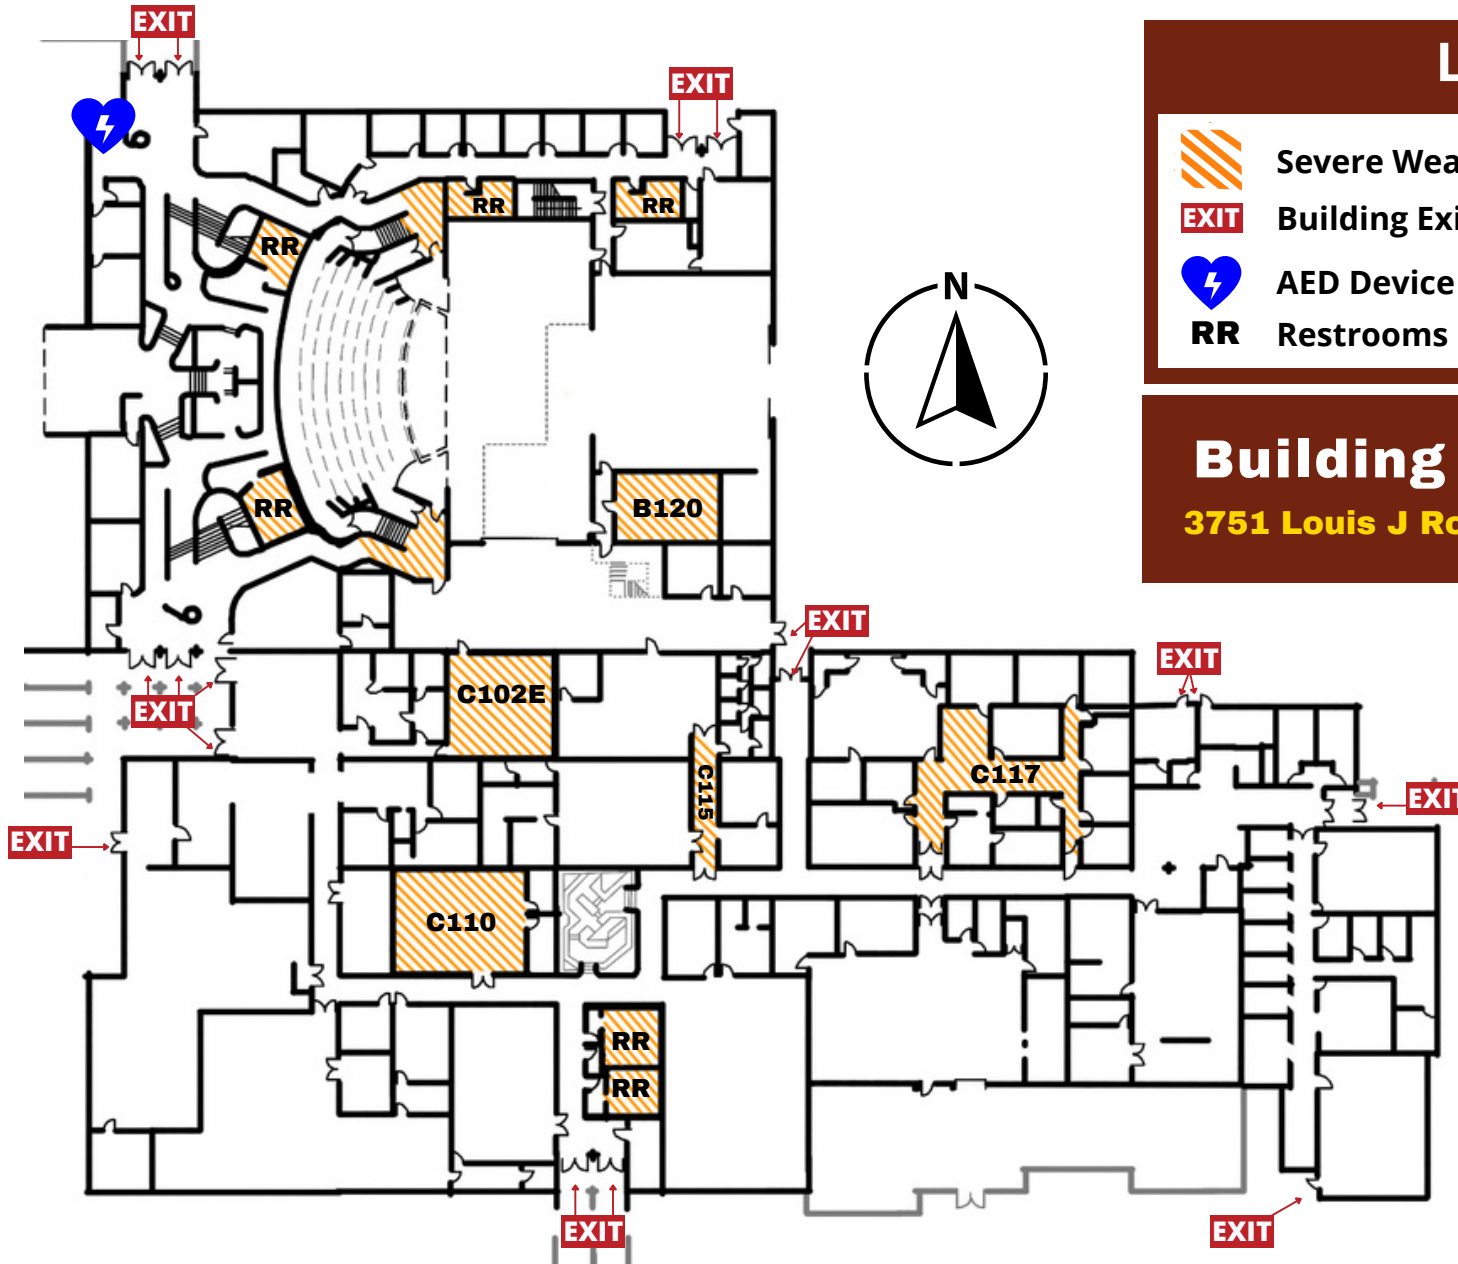 EXIT
EXIT
L
Severe Wea
EXIT Building Exi
AED Device
RR Restrooms
RR
RR
RR
N
RR
B120
Building
3751 Louis J Ro
EXIT
EXIT
C102E
EXIT
C115
C117
EXIT
EXIT
C110
RR
RR
EXIT
EXIT